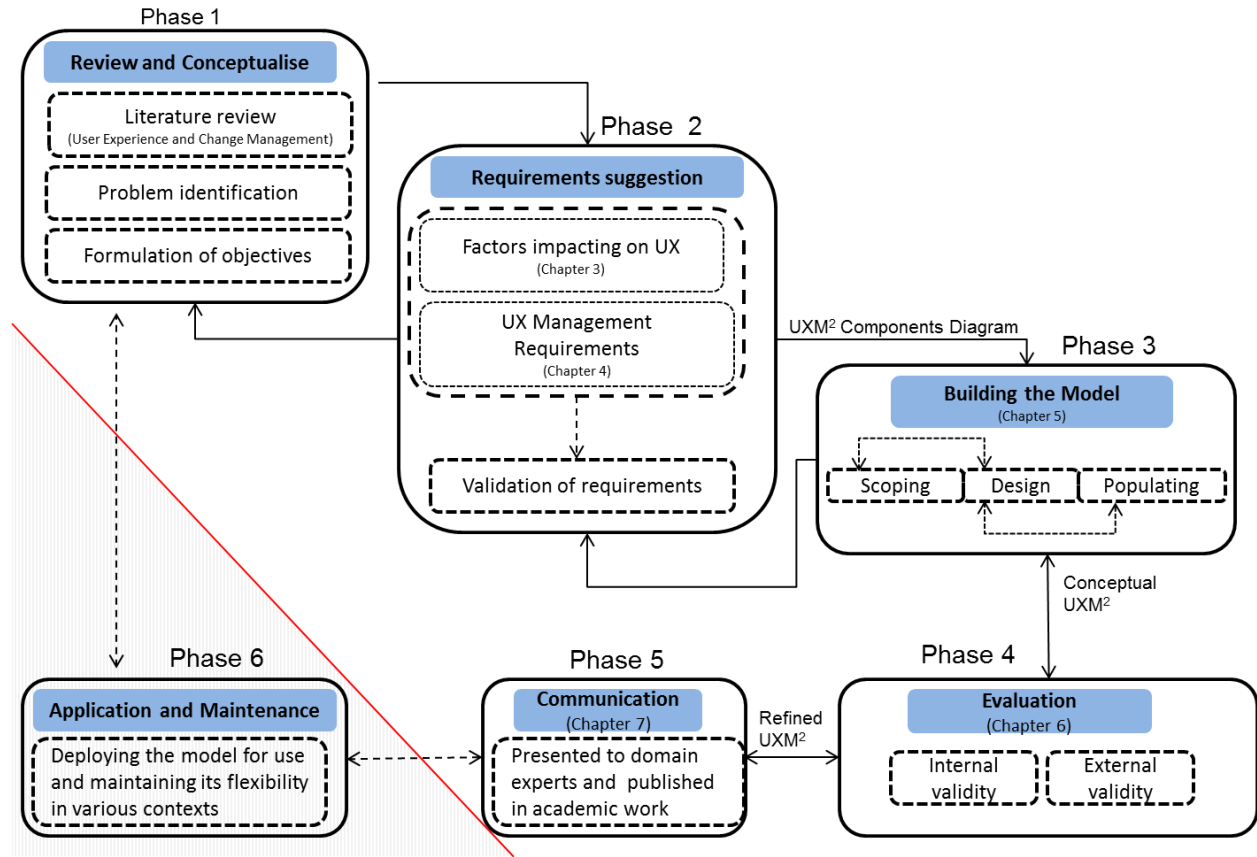 Phase 1
Review and Conceptualise
Literature review
(User Experience and Change Management)
Problem identification
Formulation of objectives
Phase 2
Requirements suggestion
Factors impacting on UX
(Chapter 3)
UX Management
Requirements
(Chapter 4)
Validation of requirements
UXM² Components Diagram
Phase 3
Building the Model
(Chapter 5)
Scoping
Design
Populating
Conceptual
UXM²
Phase 4
Evaluation
(Chapter 6)
Internal
validity
External
validity
Refined
UXM²
Phase 5
Communication
(Chapter 7)
Presented to domain
experts and published
in academic work
Phase 6
Application and Maintenance
Deploying the model for use
and maintaining its flexibility
in various contexts